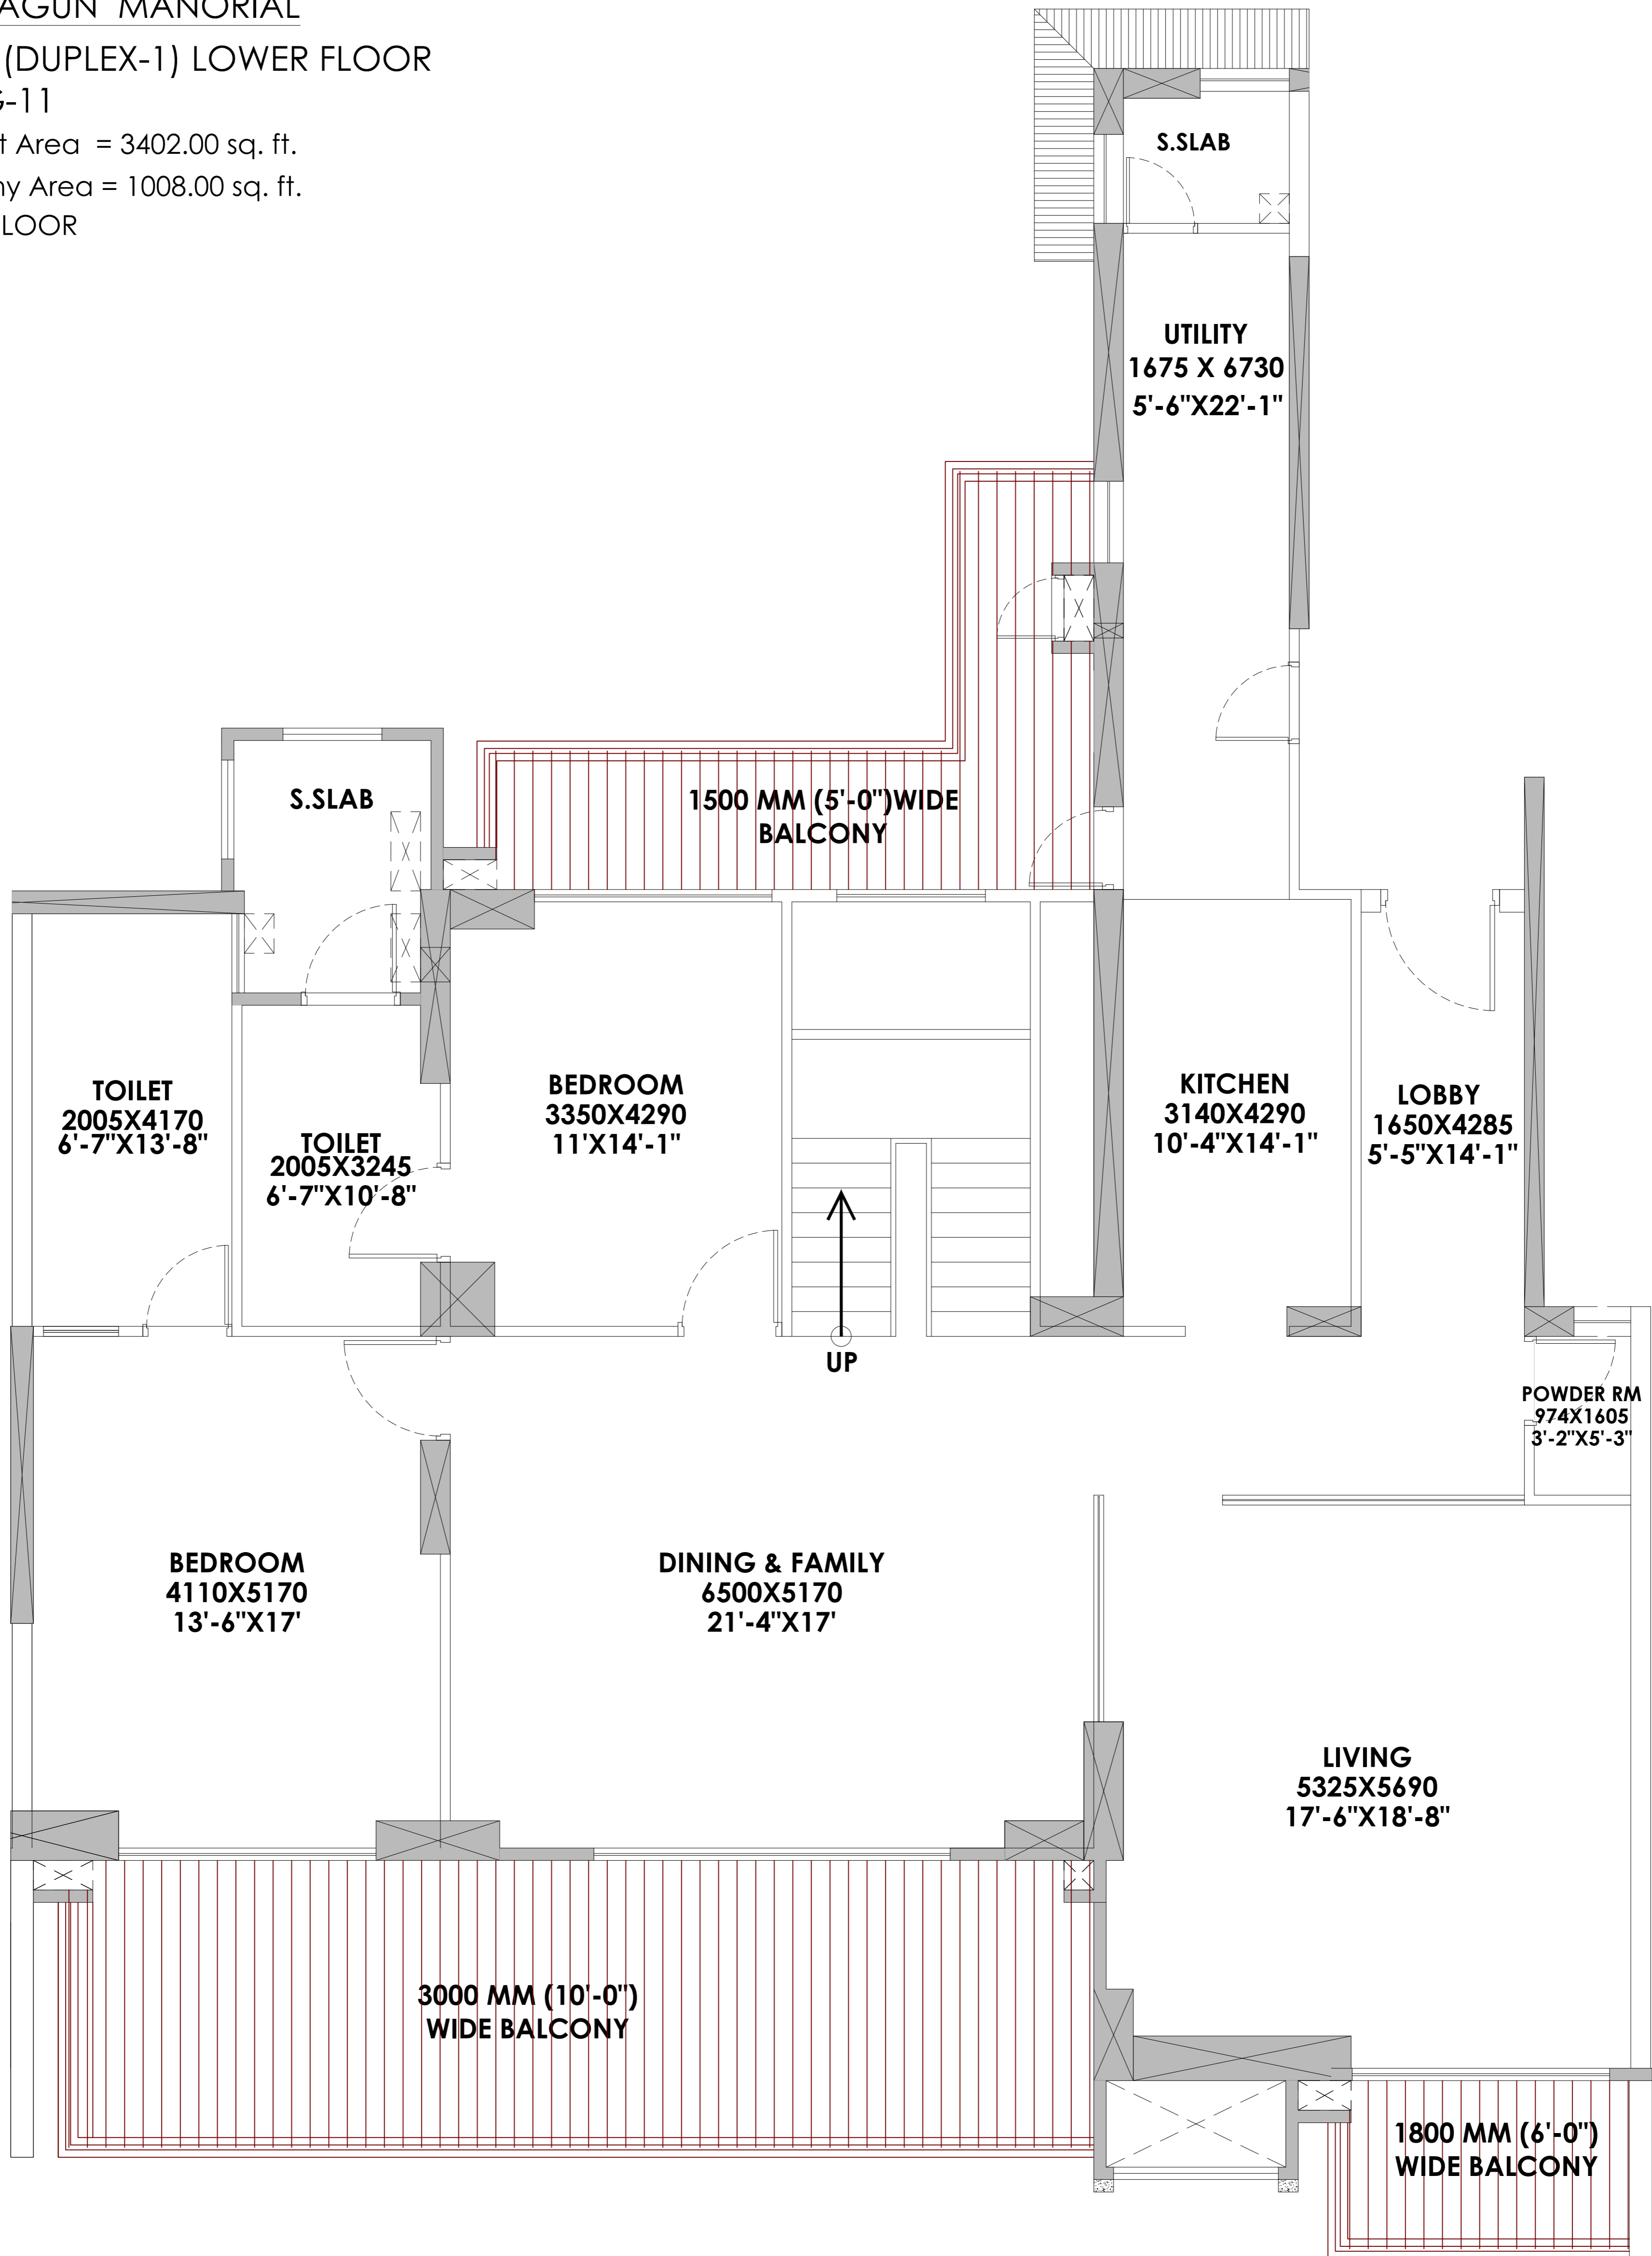 AGUN MANORIAL
(DUPLEX-1) LOWER FLOOR
G-11
t Area = 3402.00 sq. ft.
ny Area = 1008.00 sq. ft.
LOOR
S.SLAB
UTILITY
1675 X 6730
5'-6"X22'-1"
S.SLAB
1500 MM (5'-0")WIDE
BALCONY
TOILET
2005X4170
6'-7"X13'-8"
TOILET
2005X3245
6'-7"X10'-8"
BEDROOM
3350X4290
11'X14'-1"
KITCHEN
3140X4290
10'-4"X14'-1"
LOBBY
1650X4285
5'-5"X14'-1"
UP
POWDER RM
974X1605
3'-2"X5'-3"
BEDROOM
4110X5170
13'-6"X17'
DINING & FAMILY
6500X5170
21'-4"X17'
LIVING
5325X5690
17'-6"X18'-8"
3000 MM (10'-0")
WIDE BALCONY
1800 MM (6'-0")
WIDE BALCONY